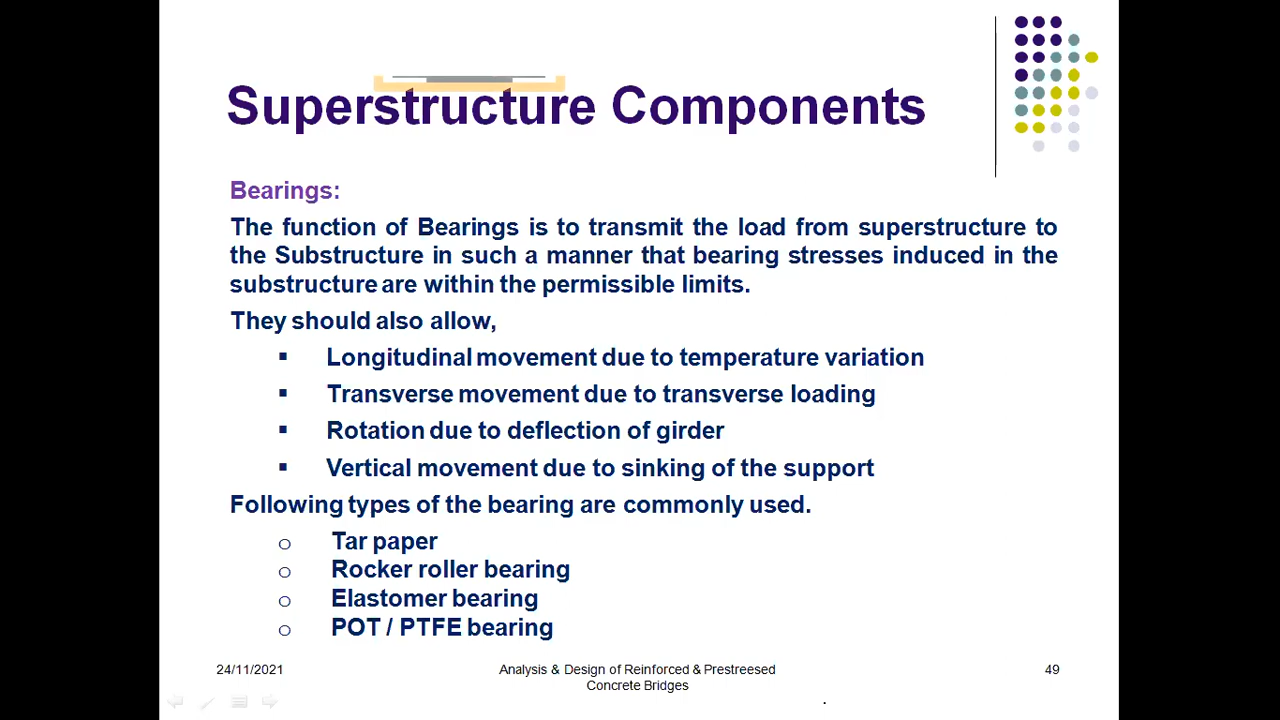 Superstructure Components
Bearings:
The function of Bearings is to transmit the load from superstructure to
the Substructure in such a manner that bearing stresses induced in the
substructure are within the permissible limits.
They should also allow,
▪ Longitudinal movement due to temperature variation
▪ Transverse movement due to transverse loading
▪ Rotation due to deflection of girder
▪ Vertical movement due to sinking of the support
Following types of the bearing are commonly used.
o Tar paper
o Rocker roller bearing
o Elastomer bearing
o POT / PTFE bearing
24/11/2021
Analysis & Design of Reinforced & Prestreesed
Concrete Bridges
49